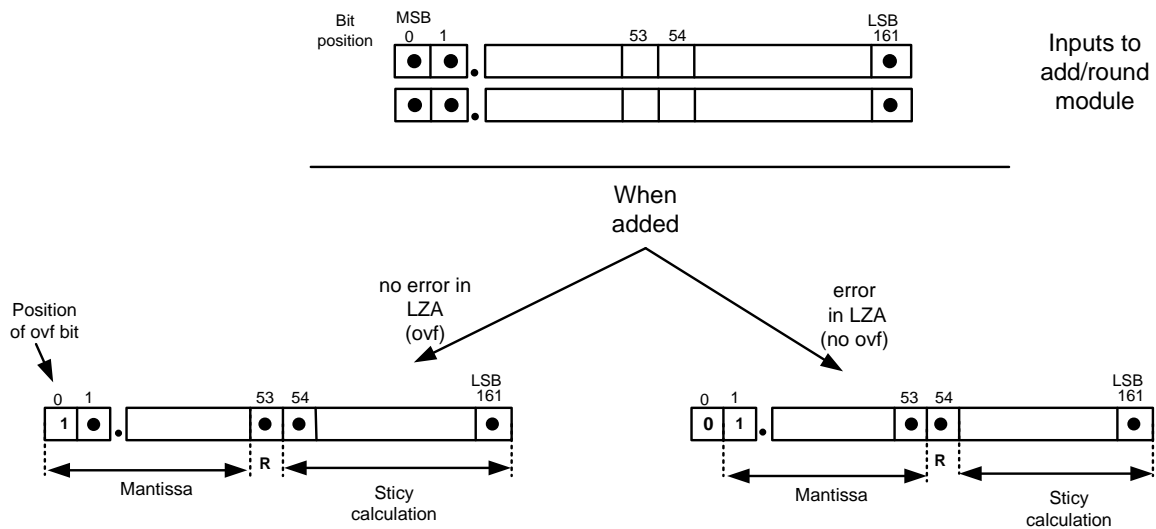 Bit
position
MSB
0 1 53 54
LSB
161
Inputs to
add/round
module
When
added
no error in
LZA
(ovf)
error
in LZA
(no ovf)
Position
of ovf bit
0 1 53 54
LSB
161
1
R
Mantissa
Sticy
calculation
0 1 53 54
LSB
161
0 1
R
Mantissa
Sticy
calculation